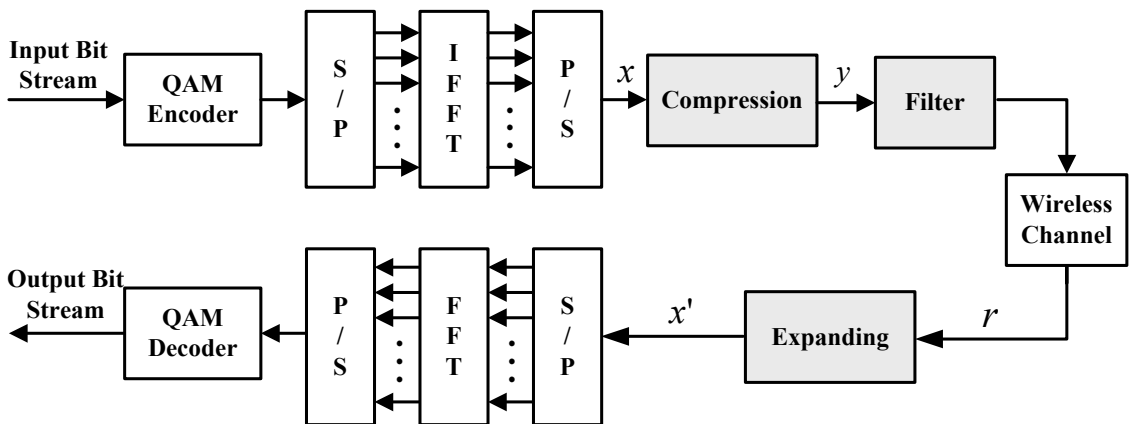 Input Bit
Stream
QAM
Encoder
S
/
P
I
F
F
T
P
/
S
x
Compression
y
Filter
Wireless
Channel
Output Bit
Stream
QAM
Decoder
P
/
S
F
F
T
S
/
P
x'
Expanding
r